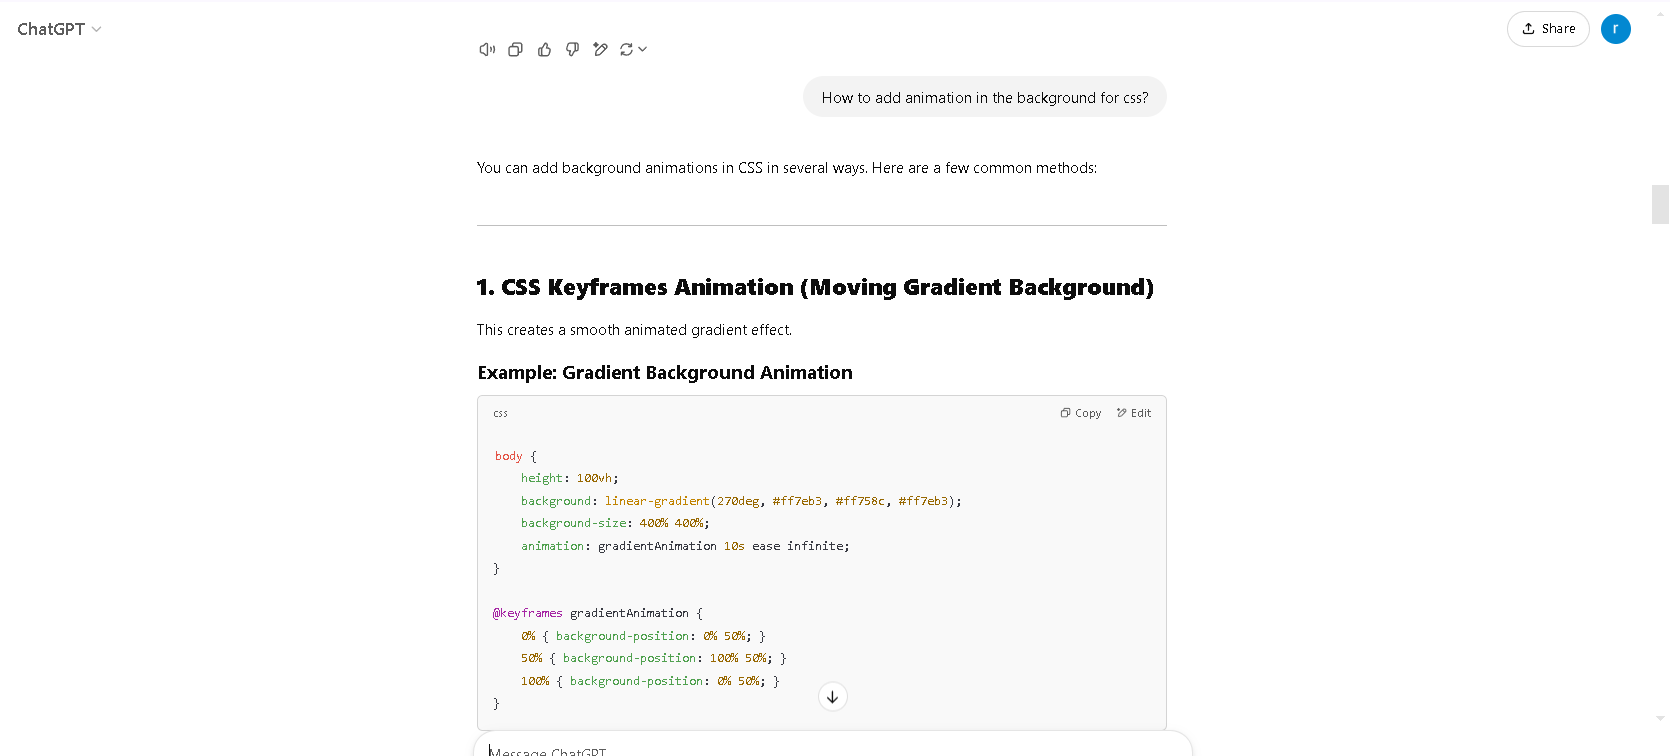 ChatGPT
Share
r
How to add animation in the background for css?
You can add background animations in CSS in several ways. Here are a few common methods:
1. CSS Keyframes Animation (Moving Gradient Background)
This creates a smooth animated gradient effect.
Example: Gradient Background Animation
css Copy Edit
body {
    height: 100vh;
    background: linear-gradient(270deg, #ff7eb3, #ff758c, #ff7eb3);
    background-size: 400% 400%;
    animation: gradientAnimation 10s ease infinite;
}
@keyframes gradientAnimation {
    0% { background-position: 0% 50%; }
    50% { background-position: 100% 50%; }
    100% { background-position: 0% 50%; }
}
Message ChatGPT